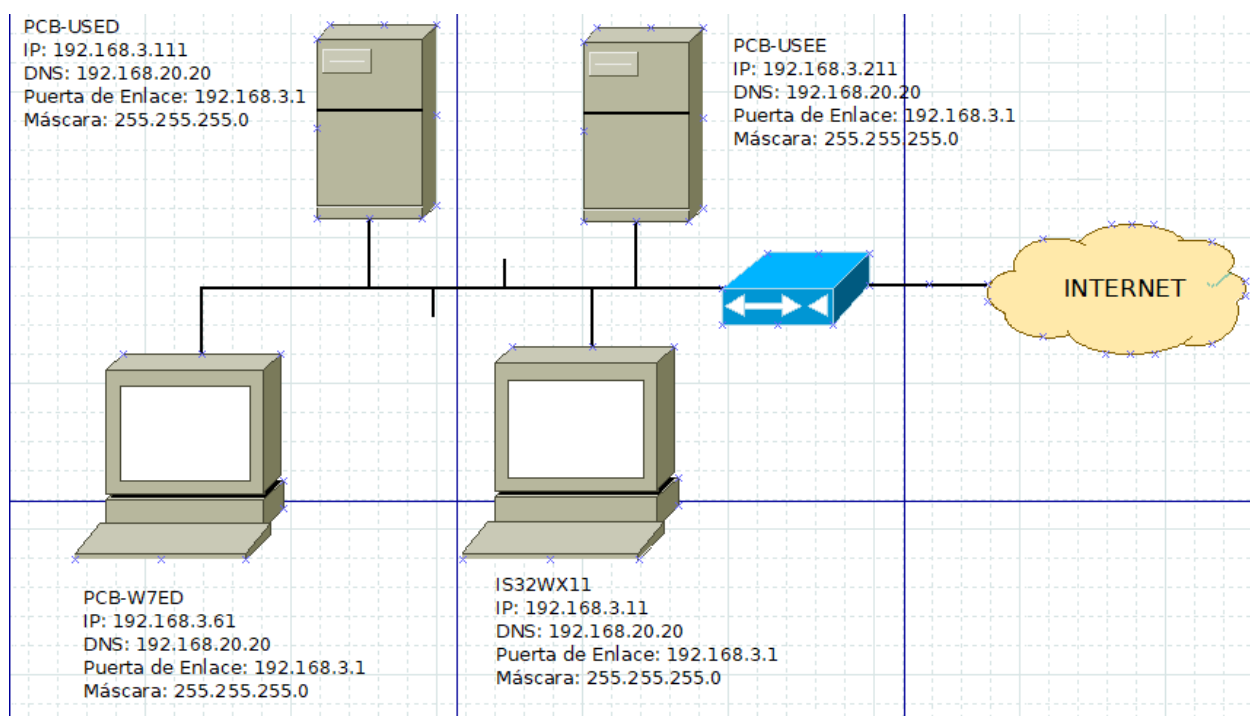 PCB-USED
IP: 192.168.3.111
DNS: 192.168.20.20
Puerta de Enlace: 192.168.3.1
Máscara: 255.255.255.0
PCB-USEE
IP: 192.168.3.211
DNS: 192.168.20.20
Puerta de Enlace: 192.168.3.1
Máscara: 255.255.255.0
INTERNET
PCB-W7ED
IP: 192.168.3.61
DNS: 192.168.20.20
Puerta de Enlace: 192.168.3.1
Máscara: 255.255.255.0
IS32WX11
IP: 192.168.3.11
DNS: 192.168.20.20
Puerta de Enlace: 192.168.3.1
Máscara: 255.255.255.0